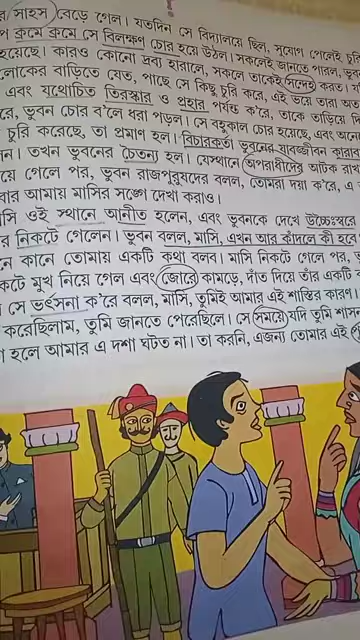 সাহস বেড়ে গেল। যতদিন সে বিদ্যালয়ে ছিল, সুযোগ পেলেই চুরি
ক্রমে ক্রমে সে বিলক্ষণ চোর হয়ে উঠল। সকলেই জানতে পারল, ভুবন
হয়েছে। কারও কোনো দ্রব্য হারালে, সকলে তাকেই সন্দেহ করত।
লোকের বাড়িতে যেত, পাছে সে কিছু চুরি করে, এই ভয়ে তারা
এবং যথোচিত তিরস্কার ও প্রহার পর্যন্ত ক'রে, তাকে তাড়িয়ে
রে, ভুবন চোর ব'লে ধরা পড়ল। সে বহুকাল চোর হয়েছে, এবং
চুরি করেছে, তা প্রমাণ হল। বিচারকর্তা ভুবনের যাবজ্জীবন
ন। তখন ভুবনের চৈতন্য হল। যেস্থানে অপরাধীদের আটক
য়ে গেলে পর, ভুবন রাজপুরুষদের বলল, তোমরা দয়া ক'রে, এ
বার আমায় মাসির সঙ্গে দেখা করাও।
সি ওই স্থানে আনীত হলেন, এবং ভুবনকে দেখে উচ্চৈঃস্বরে
র নিকটে গেলেন। ভুবন বলল, মাসি, এখন আর কাঁদলে কী হবে
নে কানে তোমায় একটি কথা বলব। মাসি নিকটে গেলে পর,
কটে মুখ নিয়ে গেল এবং জোরে কামড়ে, দাঁত দিয়ে তাঁর একটি
সে ভর্ৎসনা ক'রে বলল, মাসি, তুমিই আমার এই শাস্তির কারণ।
করেছিলাম, তুমি জানতে পেরেছিলে। সে সময়ে যদি তুমি
হলে আমার এ দশা ঘটত না। তা করনি, এজন্য তোমার এই